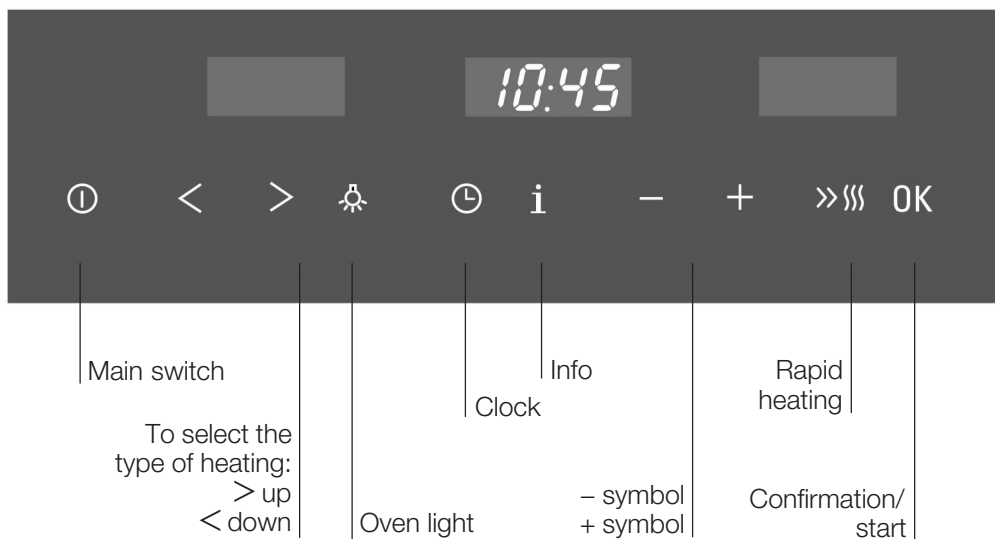 10:45
< > i − + OK
Main switch
Info
Rapid
heating
Clock
To select the
type of heating:
> up
< down
Oven light
− symbol
+ symbol
Confirmation/
start